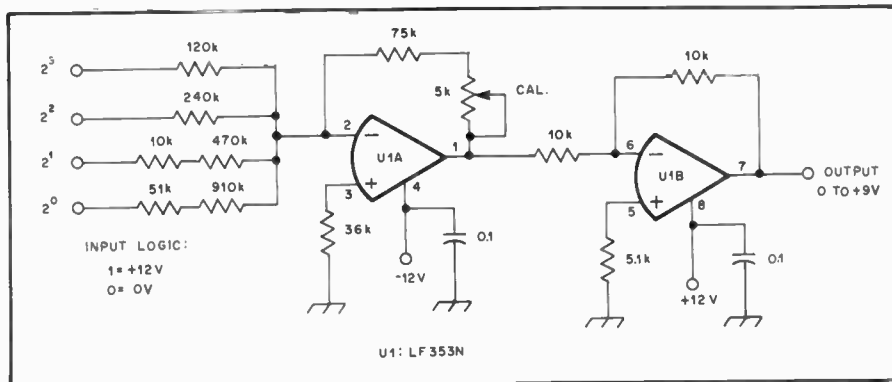 75k
10k
120k
2³
5k
CAL.
240k
2²
10k
470k
2¹
2
−
U1A
1
10k
6
−
U1B
7
OUTPUT
0 TO +9V
51k
910k
2⁰
+
3
4
+
5
8
36k
0.1
5.1k
0.1
INPUT LOGIC:
1 = +12V
0 = 0V
-12V
+12V
U1: LF353N